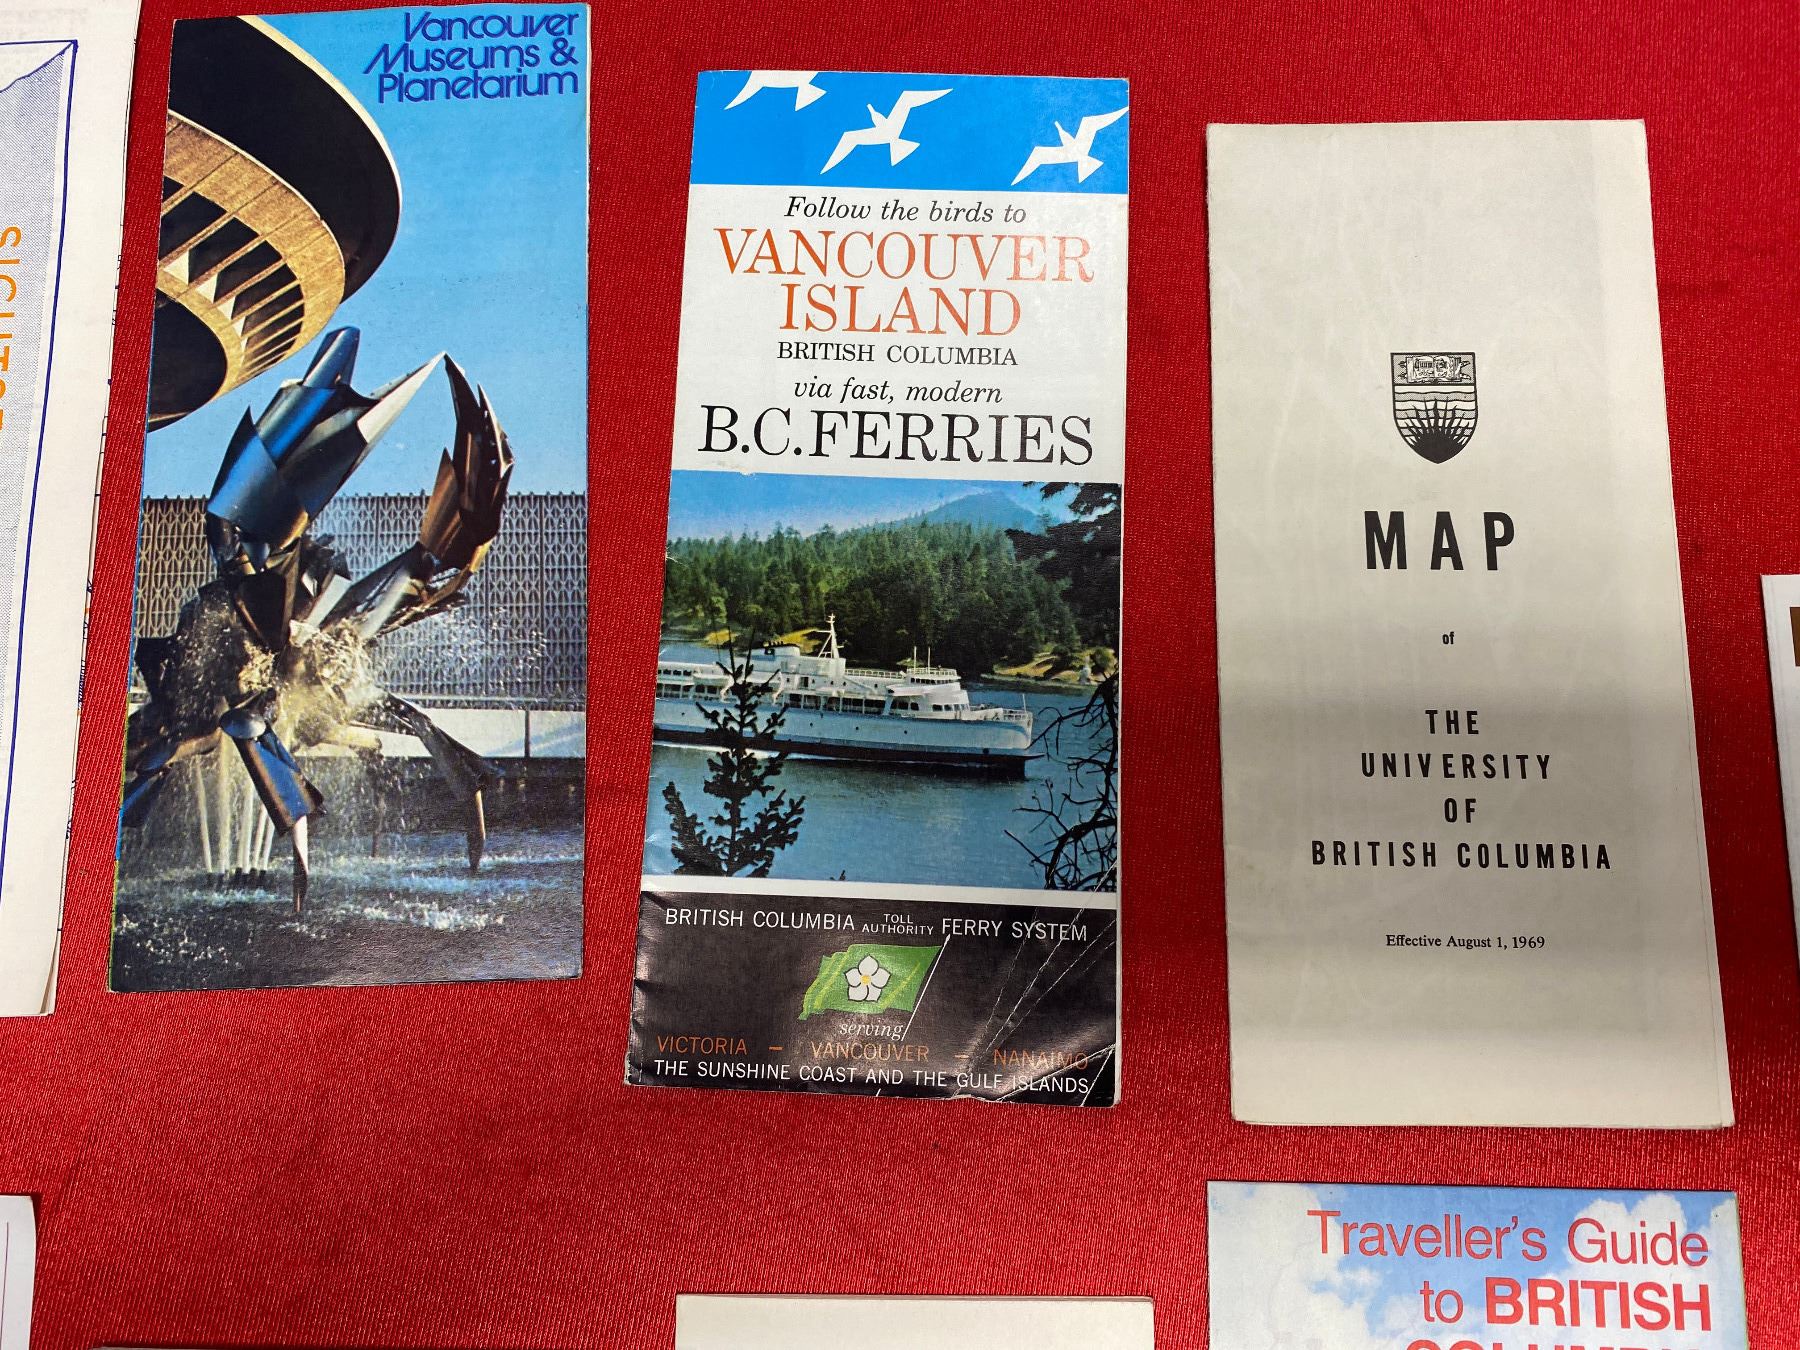 Vancouver
Museums &
Planetarium
Follow the birds to
VANCOUVER
ISLAND
BRITISH COLUMBIA
via fast, modern
B.C. FERRIES
BRITISH COLUMBIA TOLL AUTHORITY FERRY SYSTEM
serving
VICTORIA – VANCOUVER – NANAIMO
THE SUNSHINE COAST AND THE GULF ISLANDS
MAP
of
THE
UNIVERSITY
OF
BRITISH COLUMBIA
Effective August 1, 1969
Traveller's Guide
to BRITISH
COLUMBIA